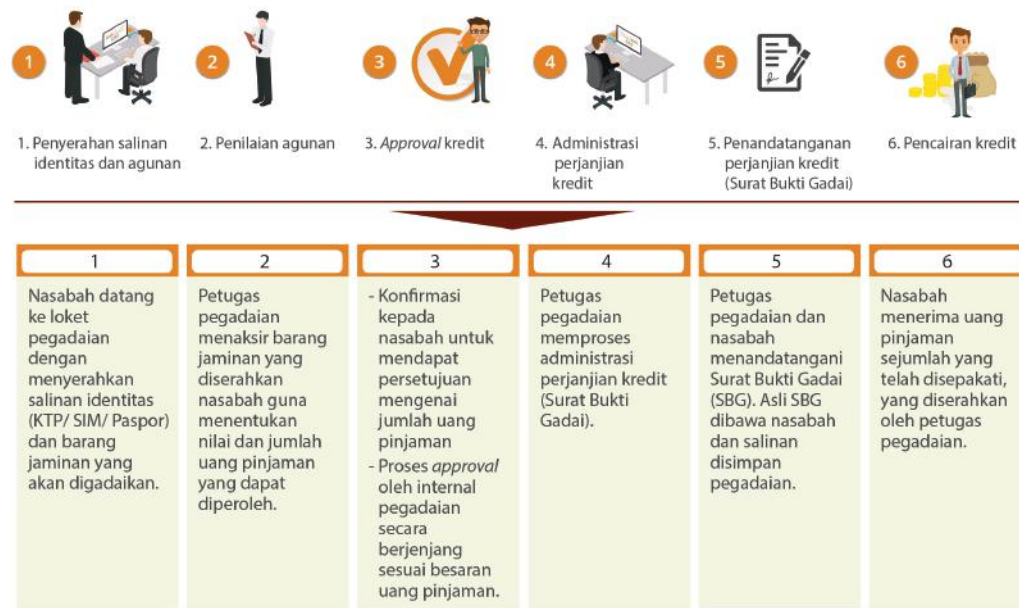 1
2
3
4
5
6
1. Penyerahan salinan
identitas dan agunan
2. Penilaian agunan
3. Approval kredit
4. Administrasi
perjanjian
kredit
5. Penandatanganan
perjanjian kredit
(Surat Bukti Gadai)
6. Pencairan kredit
1
Nasabah datang
ke loket
pegadaian
dengan
menyerahkan
salinan identitas
(KTP/ SIM/ Paspor)
dan barang
jaminan yang
akan digadaikan.
2
Petugas
pegadaian
menaksir barang
jaminan yang
diserahkan
nasabah guna
menentukan
nilai dan jumlah
uang pinjaman
yang dapat
diperoleh.
3
- Konfirmasi
kepada
nasabah untuk
mendapat
persetujuan
mengenai
jumlah uang
pinjaman
- Proses approval
oleh internal
pegadaian
secara
berjenjang
sesuai besaran
uang pinjaman.
4
Petugas
pegadaian
memproses
administrasi
perjanjian kredit
(Surat Bukti
Gadai).
5
Petugas
pegadaian dan
nasabah
menandatangani
Surat Bukti Gadai
(SBG). Asli SBG
dibawa nasabah
dan salinan
disimpan
pegadaian.
6
Nasabah
menerima uang
pinjaman
sejumlah yang
telah disepakati,
yang diserahkan
oleh petugas
pegadaian.